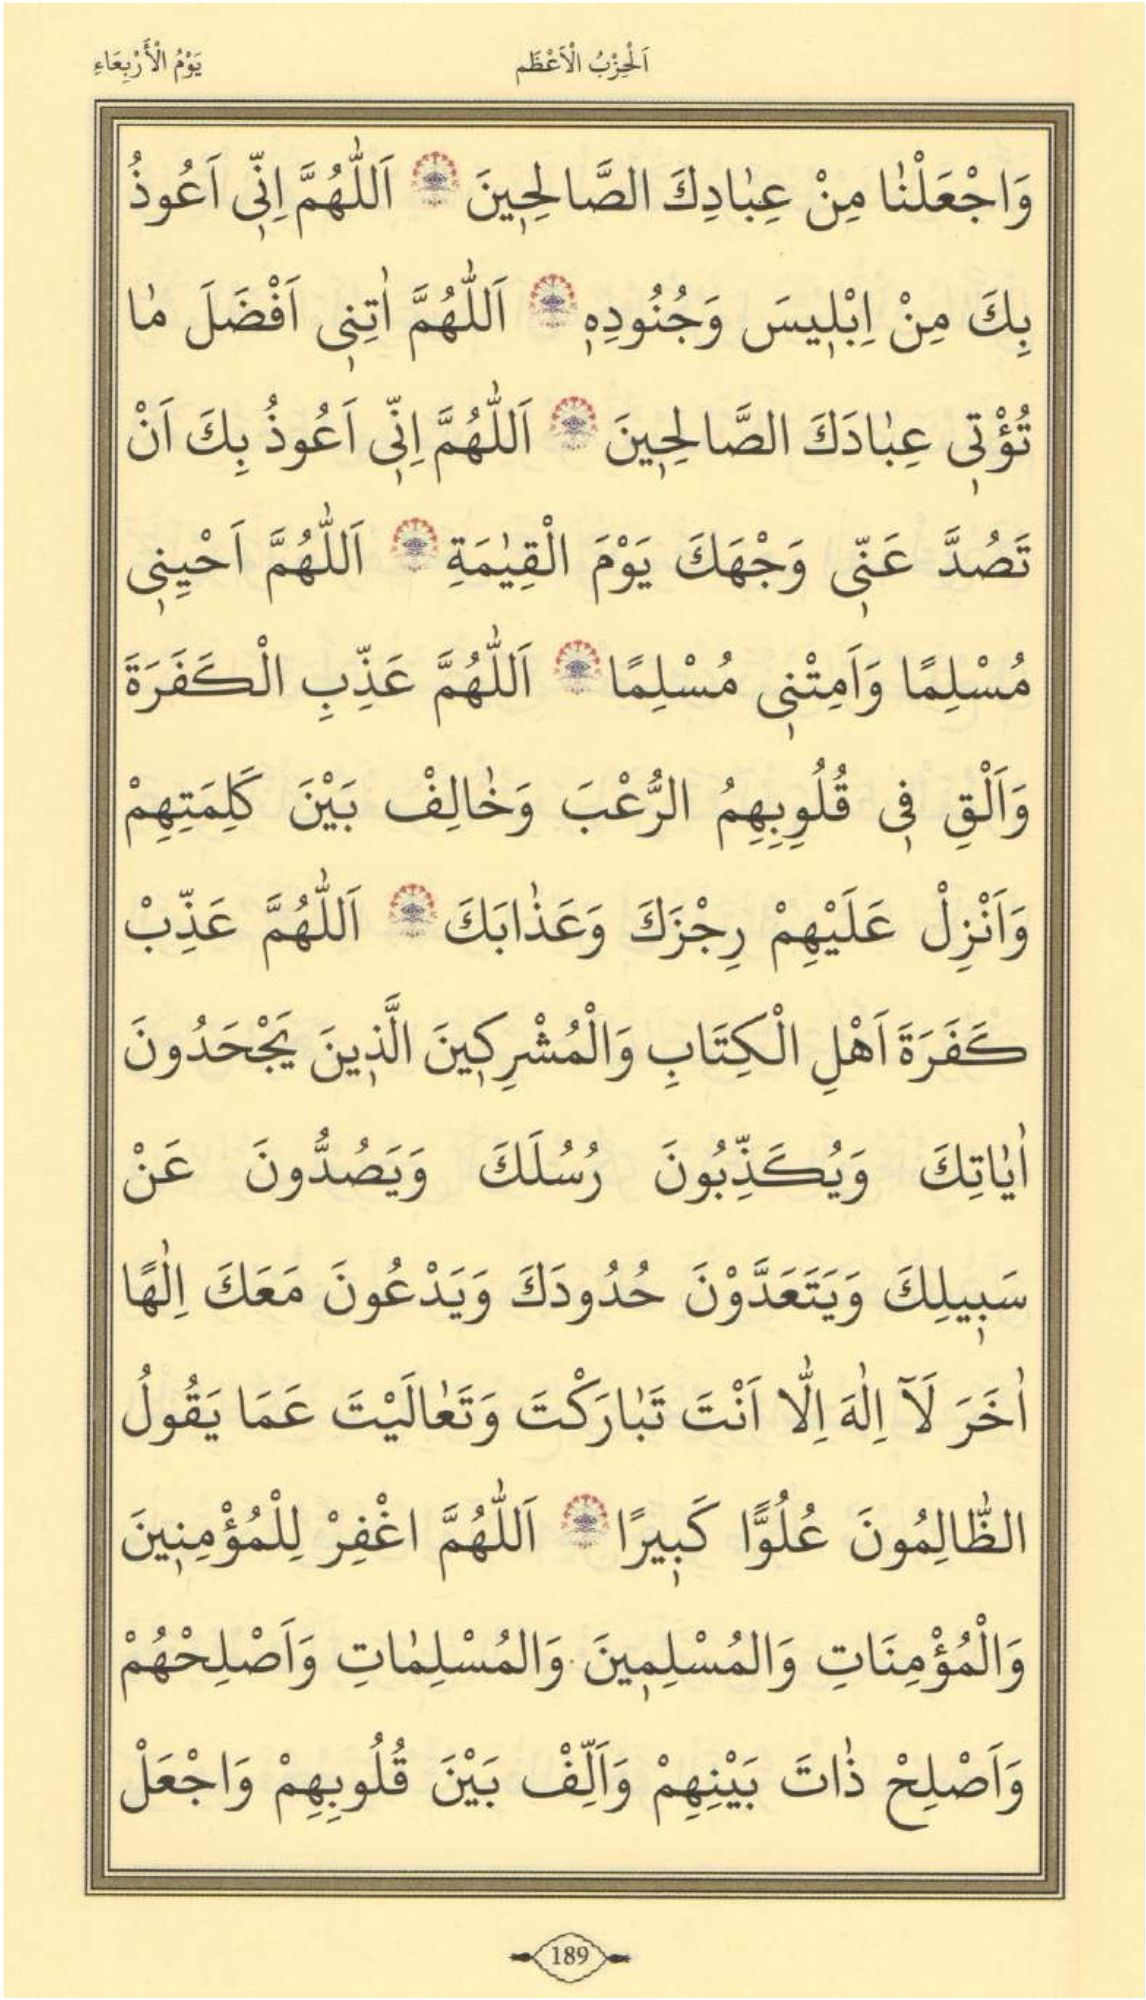 اَلْحِزْبُ الْاَعْظَم
يَوْمُ الْأَرْبِعَاءِ
وَاجْعَلْنٰا مِنْ عِبٰادِكَ الصَّالِحٖينَ ۝ اَللّٰهُمَّ اِنّٖى اَعُوذُ
بِكَ مِنْ اِبْلٖيسَ وَجُنُودِهٖ ۝ اَللّٰهُمَّ اٰتِنٖى اَفْضَلَ مٰا
تُؤْتٖى عِبٰادَكَ الصَّالِحٖينَ ۝ اَللّٰهُمَّ اِنّٖى اَعُوذُ بِكَ اَنْ
تَصُدَّ عَنّٖى وَجْهَكَ يَوْمَ الْقِيٰمَةِ ۝ اَللّٰهُمَّ اَحْيِنٖى
مُسْلِمًا وَاَمِتْنٖى مُسْلِمًا ۝ اَللّٰهُمَّ عَذِّبِ الْكَفَرَةَ
وَاَلْقِ فٖى قُلُوبِهِمُ الرُّعْبَ وَخٰالِفْ بَيْنَ كَلِمَتِهِمْ
وَاَنْزِلْ عَلَيْهِمْ رِجْزَكَ وَعَذٰابَكَ ۝ اَللّٰهُمَّ عَذِّبْ
كَفَرَةَ اَهْلِ الْكِتَابِ وَالْمُشْرِكٖينَ الَّذٖينَ يَجْحَدُونَ
اٰيٰاتِكَ وَيُكَذِّبُونَ رُسُلَكَ وَيَصُدُّونَ عَنْ
سَبٖيلِكَ وَيَتَعَدَّوْنَ حُدُودَكَ وَيَدْعُونَ مَعَكَ اِلٰهًا
اٰخَرَ لَآ اِلٰهَ اِلّٰا اَنْتَ تَبٰارَكْتَ وَتَعٰالَيْتَ عَمَا يَقُولُ
الظّٰالِمُونَ عُلُوًّا كَبٖيرًا ۝ اَللّٰهُمَّ اغْفِرْ لِلْمُؤْمِنٖينَ
وَالْمُؤْمِنَاتِ وَالمُسْلِمٖينَ وَالمُسْلِمٰاتِ وَاَصْلِحْهُمْ
وَاَصْلِحْ ذٰاتَ بَيْنِهِمْ وَاَلِّفْ بَيْنَ قُلُوبِهِمْ وَاجْعَلْ
189